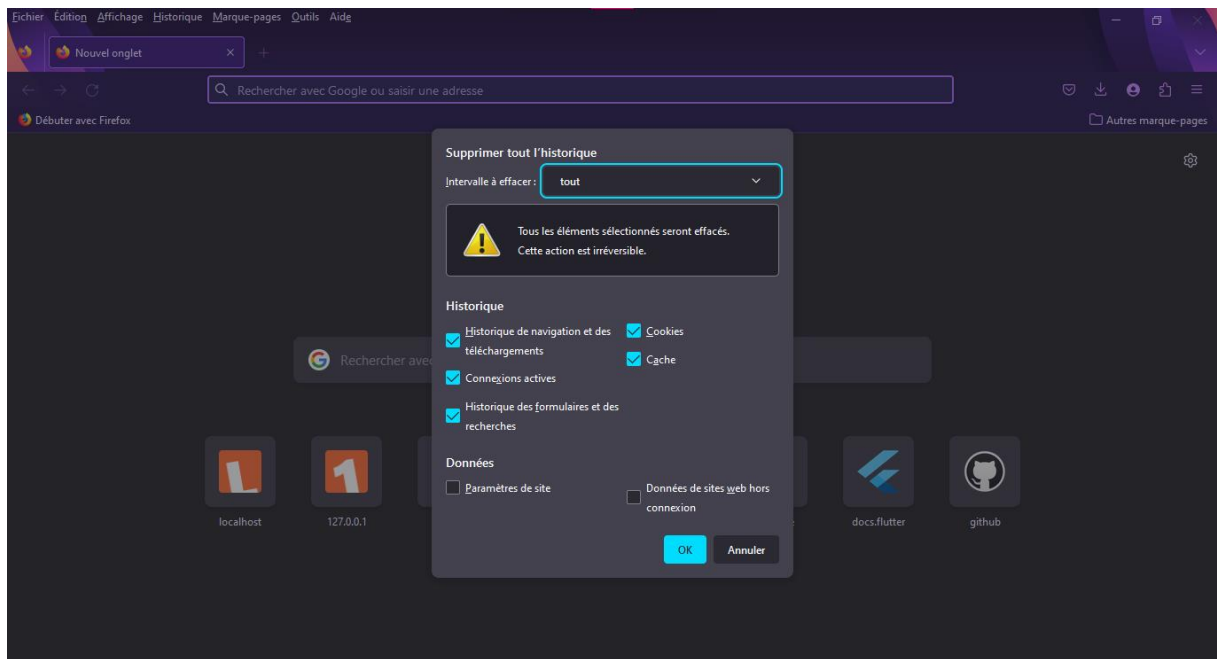 Fichier Édition Affichage Historique Marque-pages Outils Aide
Nouvel onglet
Rechercher avec Google ou saisir une adresse
Débuter avec Firefox
Autres marque-pages
Supprimer tout l'historique
Intervalle à effacer : tout
Tous les éléments sélectionnés seront effacés.
Cette action est irréversible.
Historique
Historique de navigation et des
téléchargements
Cookies
Cache
Connexions actives
Historique des formulaires et des
recherches
Rechercher avec
Données
Paramètres de site
Données de sites web hors
connexion
OK Annuler
localhost 127.0.0.1 docs.flutter github